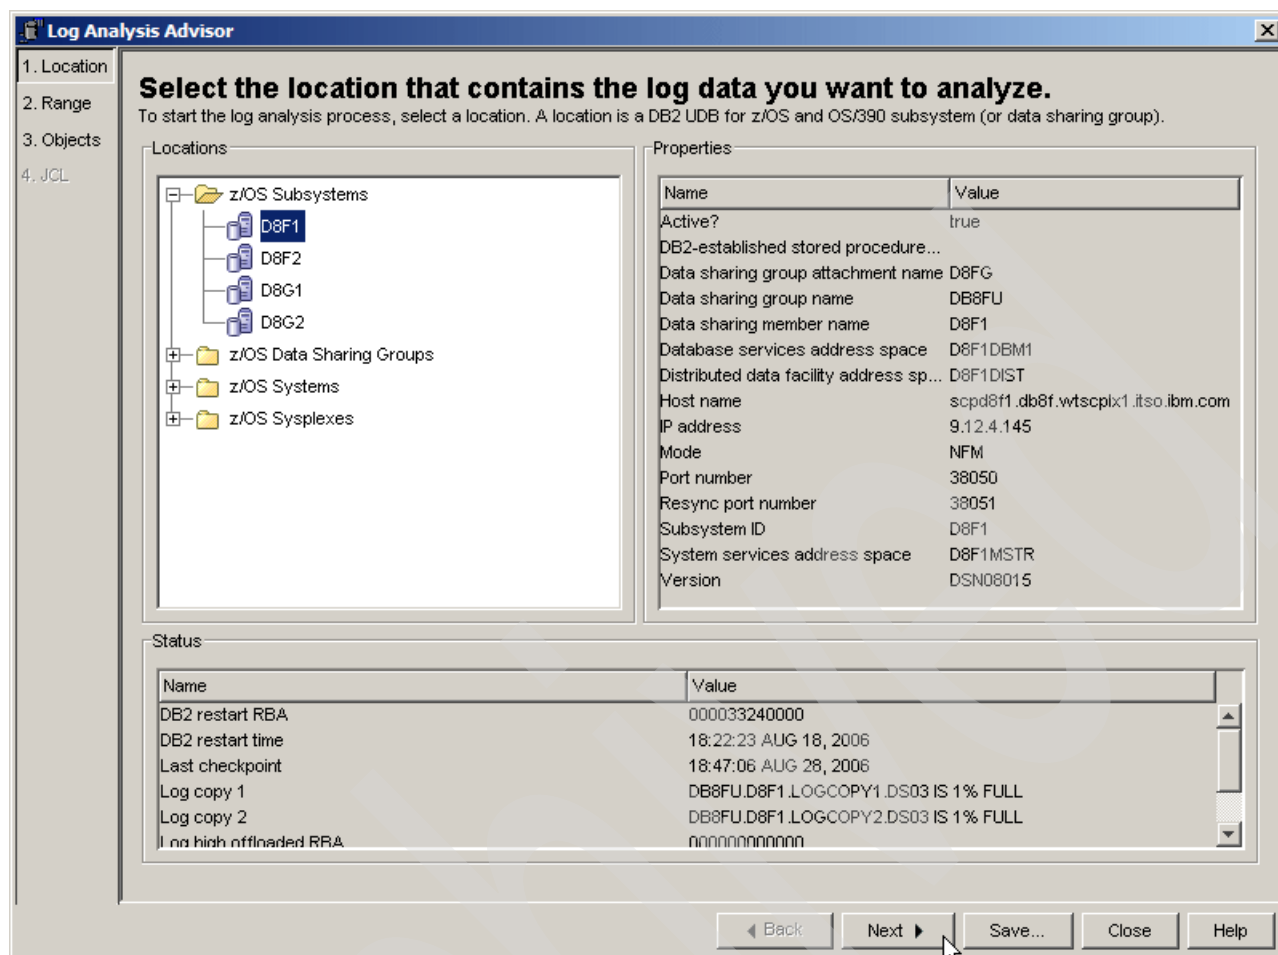 Log Analysis Advisor
1. Location
2. Range
3. Objects
4. JCL
Select the location that contains the log data you want to analyze.
To start the log analysis process, select a location. A location is a DB2 UDB for z/OS and OS/390 subsystem (or data sharing group).
Locations
z/OS Subsystems
D8F1
D8F2
D8G1
D8G2
z/OS Data Sharing Groups
z/OS Systems
z/OS Sysplexes
Properties
Name Value
Active? true
DB2-established stored procedure...
Data sharing group attachment name D8FG
Data sharing group name DB8FU
Data sharing member name D8F1
Database services address space D8F1DBM1
Distributed data facility address sp... D8F1DIST
Host name scpd8f1.db8f.wtscpix1.itso.ibm.com
IP address 9.12.4.145
Mode NFM
Port number 38050
Resync port number 38051
Subsystem ID D8F1
System services address space D8F1MSTR
Version DSN08015
Status
Name Value
DB2 restart RBA 000033240000
DB2 restart time 18:22:23 AUG 18, 2006
Last checkpoint 18:47:06 AUG 28, 2006
Log copy 1 DB8FU.D8F1.LOGCOPY1.DS03 IS 1% FULL
Log copy 2 DB8FU.D8F1.LOGCOPY2.DS03 IS 1% FULL
Log high offloaded RBA 000000000000
Back Next Save... Close Help